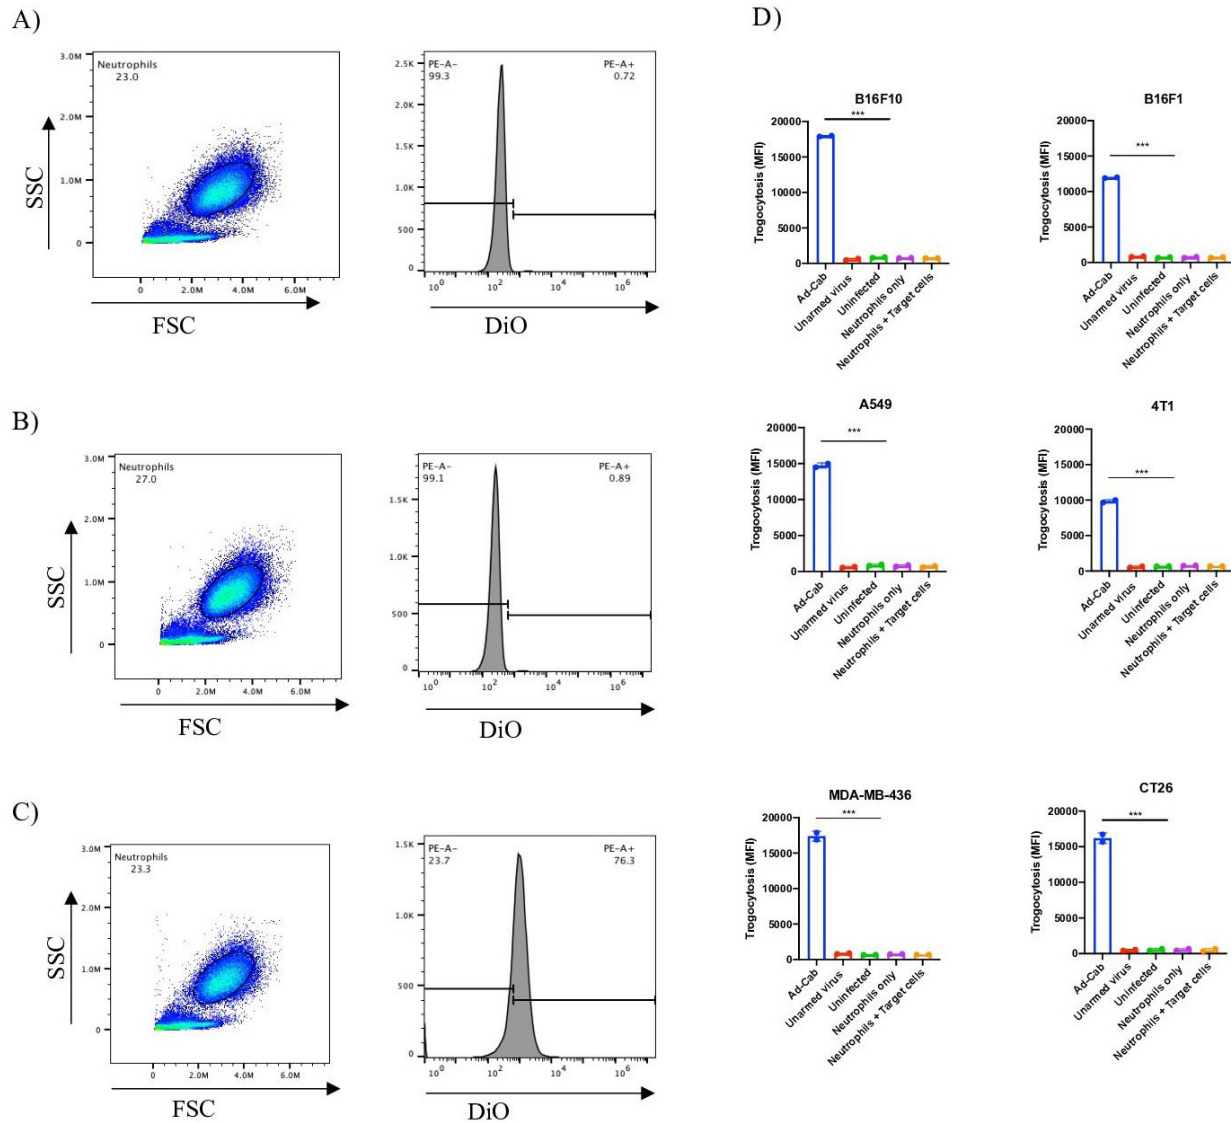 A)
Neutrophils
23.0
3.0M
2.0M
1.0M
0
SSC
0 2.0M 4.0M 6.0M
FSC
PE-A-
99.3
PE-A+
0.72
2.5K
2.0K
1.5K
1.0K
500
0
10^0 10^2 10^4 10^6
DiO
B)
Neutrophils
27.0
3.0M
2.0M
1.0M
0
SSC
0 2.0M 4.0M 6.0M
FSC
PE-A-
99.1
PE-A+
0.89
1.5K
1.0K
500
0
10^0 10^2 10^4 10^6
DiO
C)
Neutrophils
23.3
3.0M
2.0M
1.0M
0
SSC
0 2.0M 4.0M 6.0M
FSC
PE-A-
23.7
PE-A+
76.3
1.5K
1.0K
500
0
10^0 10^2 10^4 10^6
DiO
D)
B16F10
***
20000
15000
10000
5000
0
Trogocytosis (MFI)
Ad-Cab
Unarmed virus
Uninfected
Neutrophils only
Neutrophils + Target cells
B16F1
***
20000
15000
10000
5000
0
Trogocytosis (MFI)
Ad-Cab
Unarmed virus
Uninfected
Neutrophils only
Neutrophils + Target cells
A549
***
20000
15000
10000
5000
0
Trogocytosis (MFI)
Ad-Cab
Unarmed virus
Uninfected
Neutrophils only
Neutrophils + Target cells
4T1
***
20000
15000
10000
5000
0
Trogocytosis (MFI)
Ad-Cab
Unarmed virus
Uninfected
Neutrophils only
Neutrophils + Target cells
MDA-MB-436
***
20000
15000
10000
5000
0
Trogocytosis (MFI)
Ad-Cab
Unarmed virus
Uninfected
Neutrophils only
Neutrophils + Target cells
CT26
***
20000
15000
10000
5000
0
Trogocytosis (MFI)
Ad-Cab
Unarmed virus
Uninfected
Neutrophils only
Neutrophils + Target cells